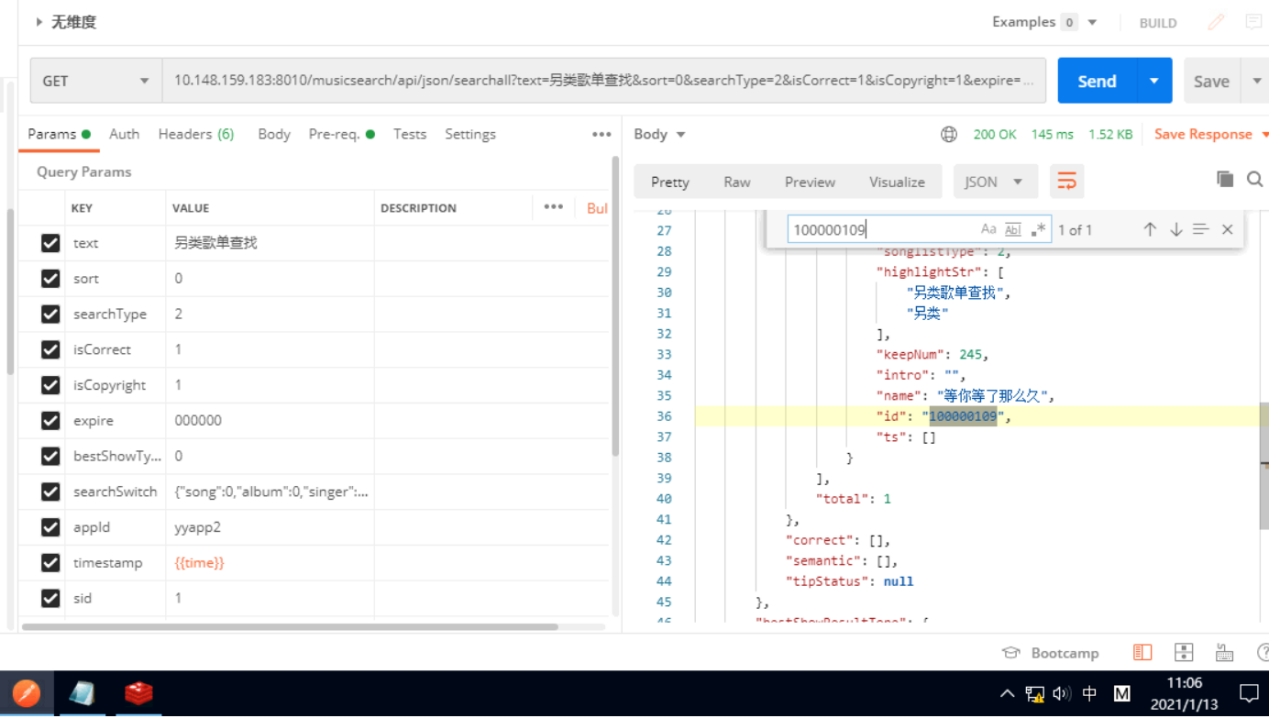 无维度
Examples 0 BUILD
GET 10.148.159.183:8010/musicsearch/api/json/searchall?text=另类歌单查找&sort=0&searchType=2&isCorrect=1&isCopyright=1&expire= ... Send Save
Params Auth Headers (6) Body Pre-req. Tests Settings ••• Body 200 OK 145 ms 1.52 KB Save Response
Query Params
Pretty Raw Preview Visualize JSON
KEY VALUE DESCRIPTION ••• Bul
text 另类歌单查找
sort 0
searchType 2
isCorrect 1
isCopyright 1
expire 000000
bestShowTy... 0
searchSwitch {"song":0,"album":0,"singer":...
appId yyapp2
timestamp {{time}}
sid 1
100000109 Aa Abl .* 1 of 1
26
27
28 "songlistType": 2,
29 "highlightStr": [
30 "另类歌单查找",
31 "另类"
32 ],
33 "keepNum": 245,
34 "intro": "",
35 "name": "等你等了那么久",
36 "id": "100000109",
37 "ts": []
38 }
39 ],
40 "total": 1
41 },
42 "correct": [],
43 "semantic": [],
44 "tipStatus": null
45 },
46 "bestShowResultTone": {
Bootcamp
中 M 11:06
2021/1/13